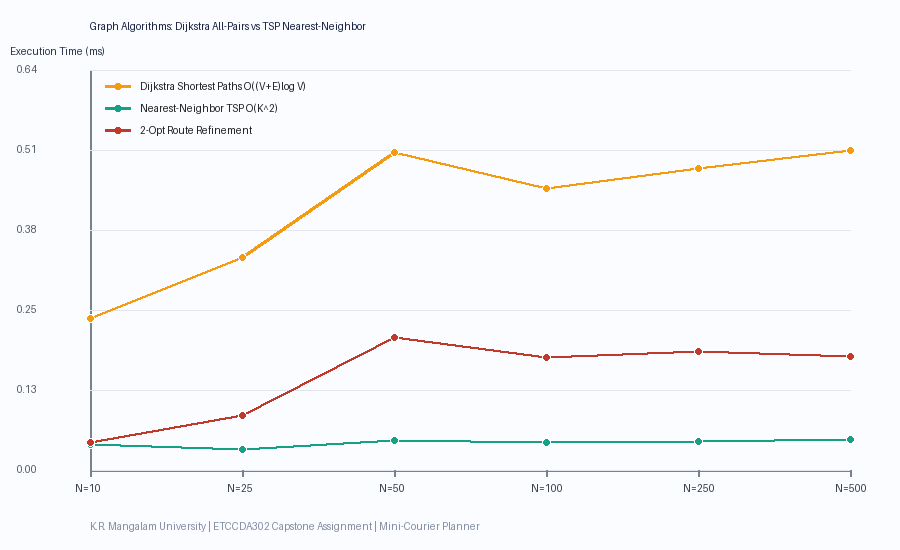 Graph Algorithms: Dijkstra All-Pairs vs TSP Nearest-Neighbor
Execution Time (ms)
0.64
Dijkstra Shortest Paths O((V+E)log V)
Nearest-Neighbor TSP O(K^2)
2-Opt Route Refinement
0.51
0.38
0.25
0.13
0.00
N=10 N=25 N=50 N=100 N=250 N=500
K.R. Mangalam University | ETCCDA302 Capstone Assignment | Mini-Courier Planner